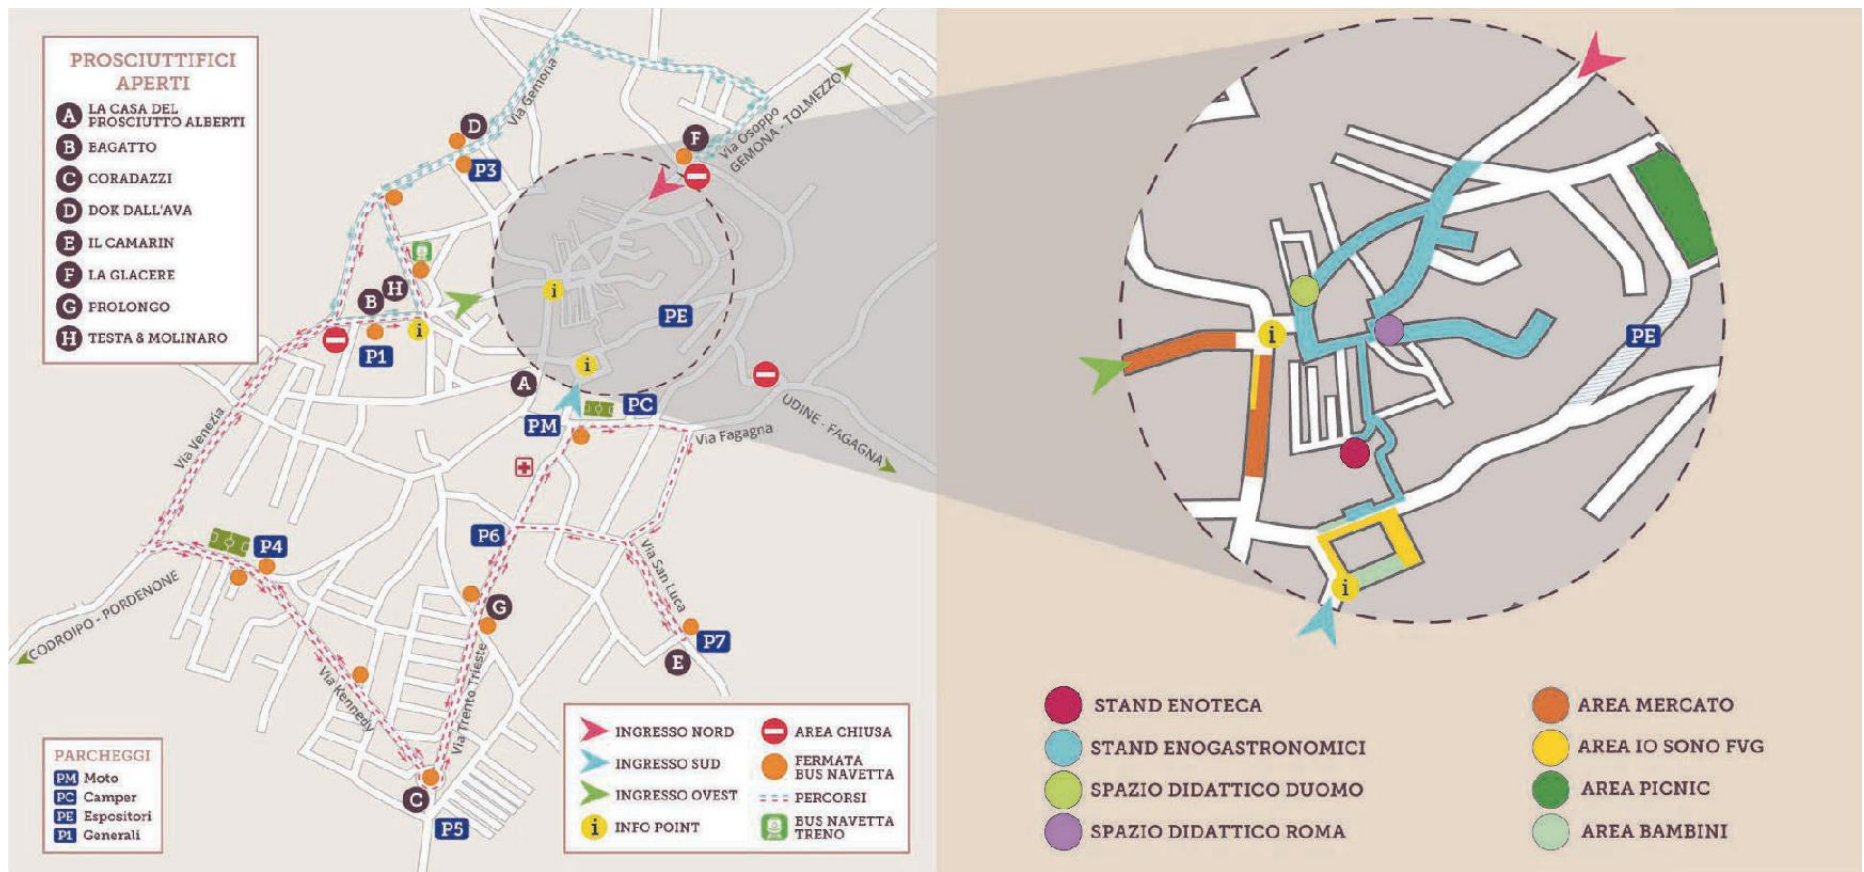 PROSCIUTTIFICI
APERTI
A LA CASA DEL
PROSCIUTTO ALBERTI
B BAGATTO
C CORADAZZI
D DOK DALL'AVA
E IL CAMARIN
F LA GLACERE
G PROLONGO
H TESTA & MOLINARO
Via Gemona
D
P3
F
Via Osoppo
GEMONA - TOLMEZZO
B
H
P1
i
i
PE
i
A
PC
PM
Via Fagagna
UDINE - FAGAGNA
Via Venezia
P6
P4
CODROIPO - PORDENONE
Via San Luca
G
P7
E
Via Kennedy
Via Trento Trieste
C
P5
PARCHEGGI
PM Moto
PC Camper
PE Espositori
P1 Generali
INGRESSO NORD
INGRESSO SUD
INGRESSO OVEST
i INFO POINT
AREA CHIUSA
FERMATA
BUS NAVETTA
PERCORSI
BUS NAVETTA
TRENO
i
PE
i
STAND ENOTECA
STAND ENOGASTRONOMICI
SPAZIO DIDATTICO DUOMO
SPAZIO DIDATTICO ROMA
AREA MERCATO
AREA IO SONO FVG
AREA PICNIC
AREA BAMBINI